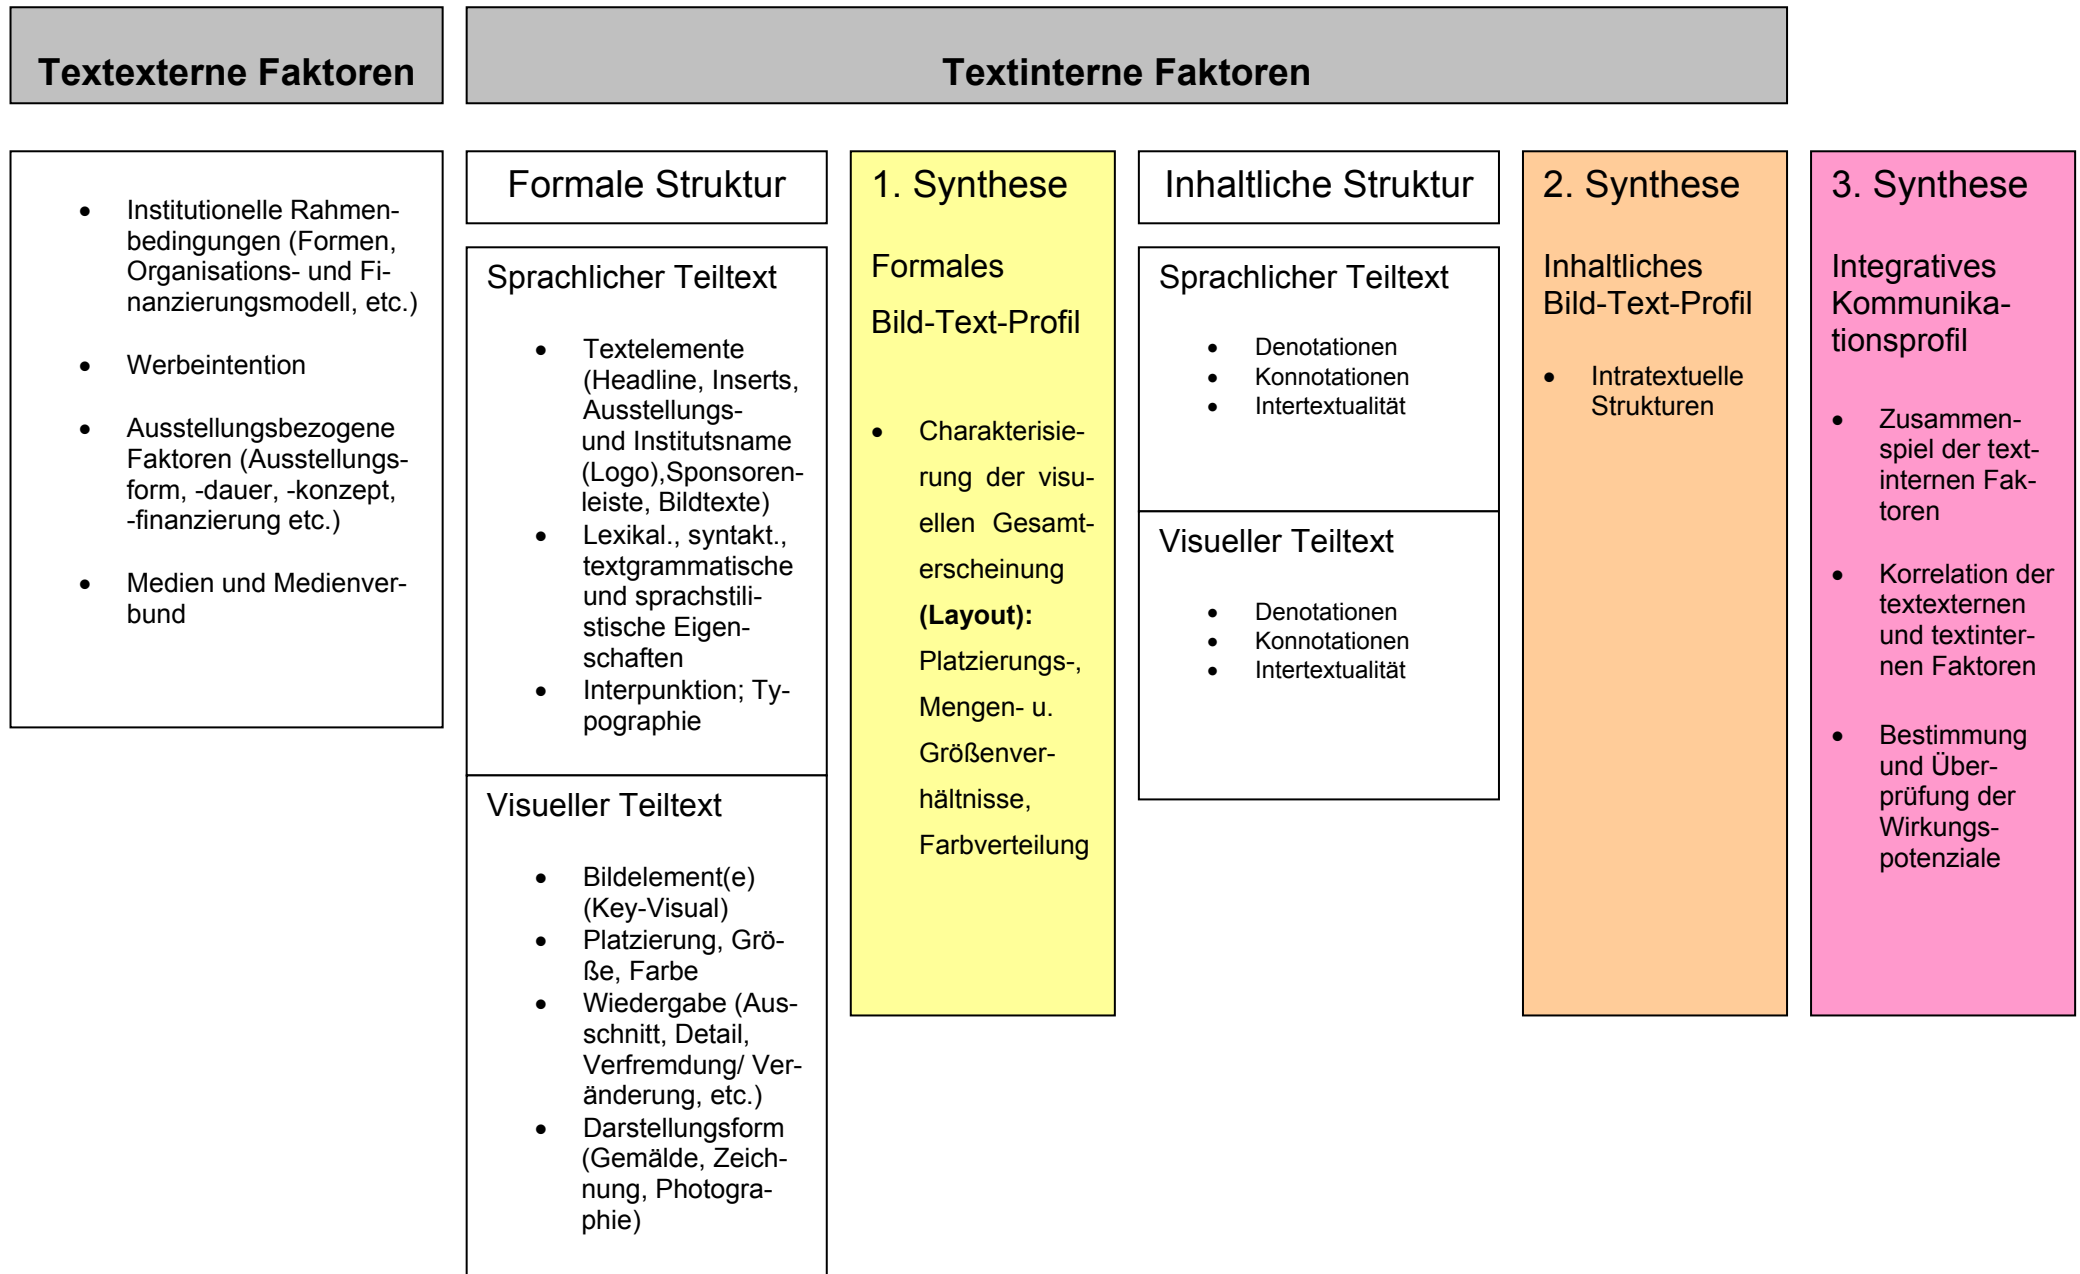 Textexterne Faktoren
Textinterne Faktoren
• Institutionelle Rahmen-
bedingungen (Formen,
Organisations- und Fi-
nanzierungsmodell, etc.)
• Werbeintention
• Ausstellungsbezogene
Faktoren (Ausstellungs-
form, -dauer, -konzept,
-finanzierung etc.)
• Medien und Medienver-
bund
Formale Struktur
Sprachlicher Teiltext
• Textelemente
(Headline, Inserts,
Ausstellungs-
und Institutsname
(Logo),Sponsoren-
leiste, Bildtexte)
• Lexikal., syntakt.,
textgrammatische
und sprachstili-
stische Eigen-
schaften
• Interpunktion; Ty-
pographie
Visueller Teiltext
• Bildelement(e)
(Key-Visual)
• Platzierung, Grö-
ße, Farbe
• Wiedergabe (Aus-
schnitt, Detail,
Verfremdung/ Ver-
änderung, etc.)
• Darstellungsform
(Gemälde, Zeich-
nung, Photogra-
phie)
1. Synthese
Formales
Bild-Text-Profil
• Charakterisie-
rung der visu-
ellen Gesamt-
erscheinung
(Layout):
Platzierungs-,
Mengen- u.
Größenver-
hältnisse,
Farbverteilung
Inhaltliche Struktur
Sprachlicher Teiltext
• Denotationen
• Konnotationen
• Intertextualität
Visueller Teiltext
• Denotationen
• Konnotationen
• Intertextualität
2. Synthese
Inhaltliches
Bild-Text-Profil
• Intratextuelle
Strukturen
3. Synthese
Integratives
Kommunika-
tionsprofil
• Zusammen-
spiel der text-
internen Fak-
toren
• Korrelation der
textexternen
und textinter-
nen Faktoren
• Bestimmung
und Über-
prüfung der
Wirkungs-
potenziale